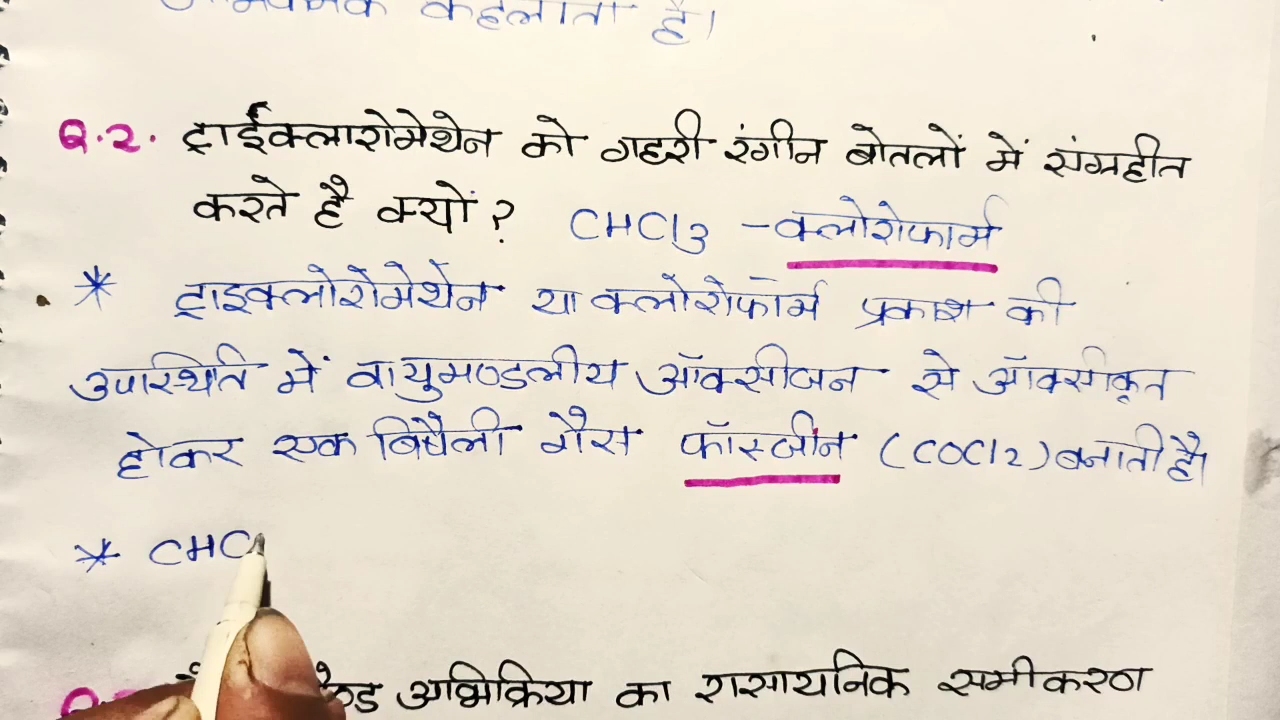 कहलाता है।
Q.2. ट्राईक्लारोमेथेन को गहरी रंगीन बोतलों में संग्रहीत
करते है क्यों? CHCl3 - क्लोरोफार्म
* ट्राइक्लोरोमेथेन या क्लोरोफॉर्म प्रकाश की
उपस्थिति में वायुमण्डलीय ऑक्सीजन से ऑक्सीकृत
होकर एक विषैली गैस फॉस्जीन (COCl2) बनाती है।
* CHC
अभिक्रिया का रासायनिक समीकरण